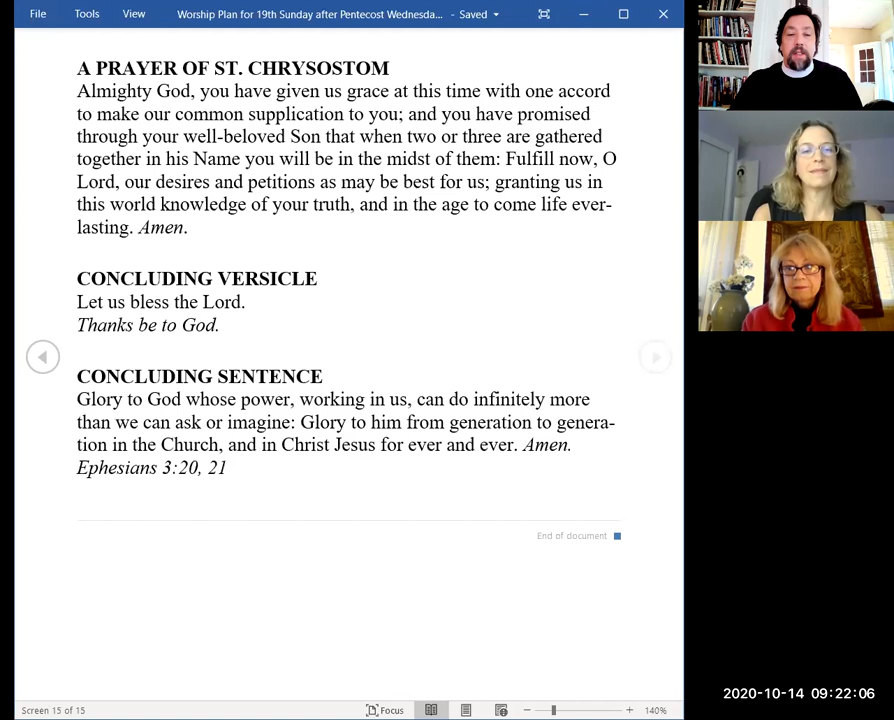 File Tools View Worship Plan for 19th Sunday after Pentecost Wednesda... - Saved
A PRAYER OF ST. CHRYSOSTOM
Almighty God, you have given us grace at this time with one accord
to make our common supplication to you; and you have promised
through your well-beloved Son that when two or three are gathered
together in his Name you will be in the midst of them: Fulfill now, O
Lord, our desires and petitions as may be best for us; granting us in
this world knowledge of your truth, and in the age to come life ever-
lasting. Amen.
CONCLUDING VERSICLE
Let us bless the Lord.
Thanks be to God.
CONCLUDING SENTENCE
Glory to God whose power, working in us, can do infinitely more
than we can ask or imagine: Glory to him from generation to genera-
tion in the Church, and in Christ Jesus for ever and ever. Amen.
Ephesians 3:20, 21
End of document
2020-10-14 09:22:06
Screen 15 of 15 Focus 140%